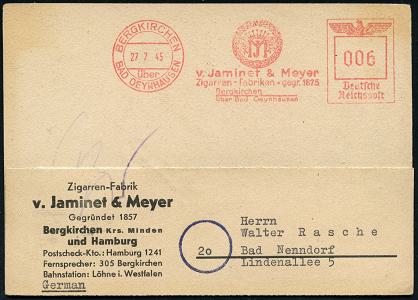 BERGKIRCHEN
27.7.45
über
BAD OEYNHAUSEN
JM
v. Jaminet & Meyer
Zigarren-Fabriken - gegr. 1875
Bergkirchen
über Bad Oeynhausen
006
Deutsche
Reichspost
Zigarren-Fabrik
v. Jaminet & Meyer
Gegründet 1857
Bergkirchen Krs. Minden
und Hamburg
Postscheck-Kto.: Hamburg 1241
Fernsprecher: 305 Bergkirchen
Bahnstation: Löhne i. Westfalen
German
Herrn
Walter Rasche
20 Bad Nenndorf
Lindenallee 5